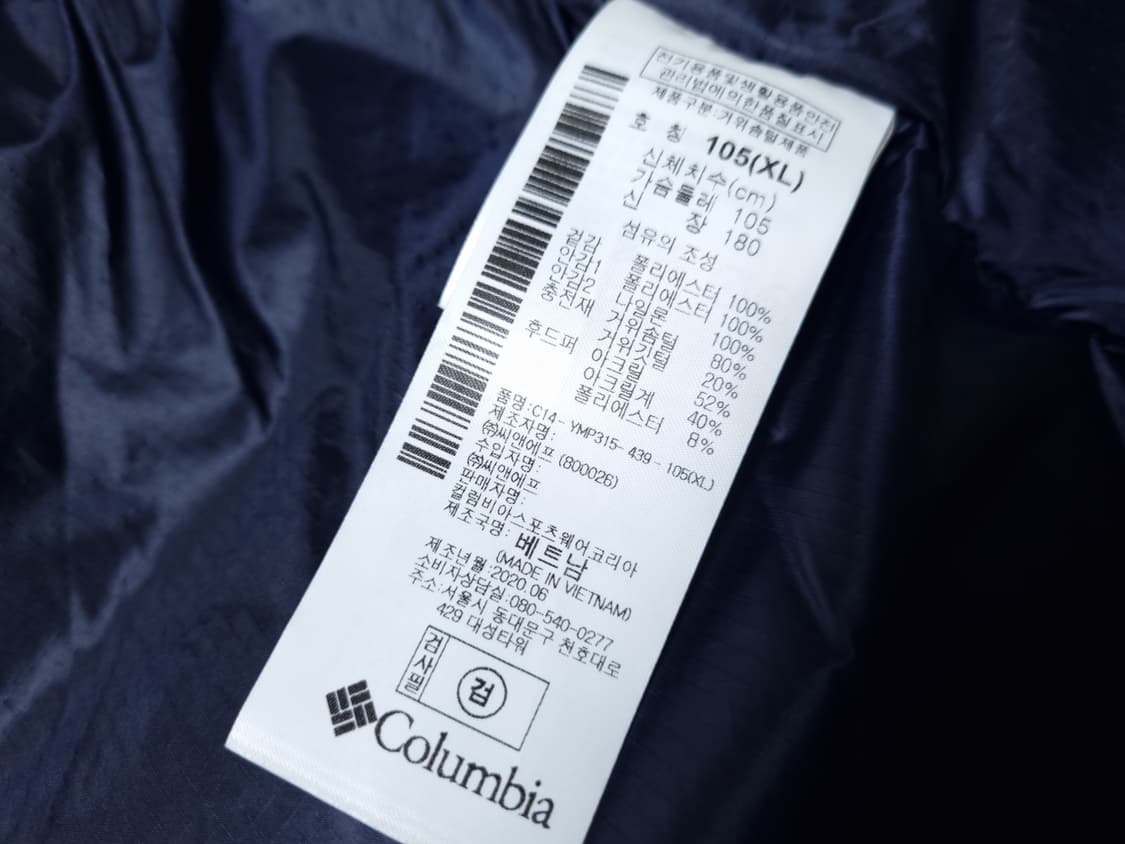 전기용품및생활용품안전
관리법에의한품질표시
제품구분:거위솜털제품
호 칭 105(XL)
신체치수(cm)
가슴둘레 105
신 장 180
섬유의 조성
겉감 폴리에스터 100%
안감1 폴리에스터 100%
안감2 나일론 100%
충전재 거위솜털 80%
거위깃털 20%
후드퍼 아크릴 52%
아크릴계 40%
폴리에스터 8%
품명:C14-YMP315-439-105(XL)
제조자명:
㈜씨앤에프 (800026)
수입자명:
㈜씨앤에프
판매자명:
컬럼비아스포츠웨어코리아
제조국명: 베트남
(MADE IN VIETNAM)
제조년월:2020.06
소비자상담실:080-540-0277
주소:서울시 동대문구 천호대로
429 대성타워
검사필
검
Columbia